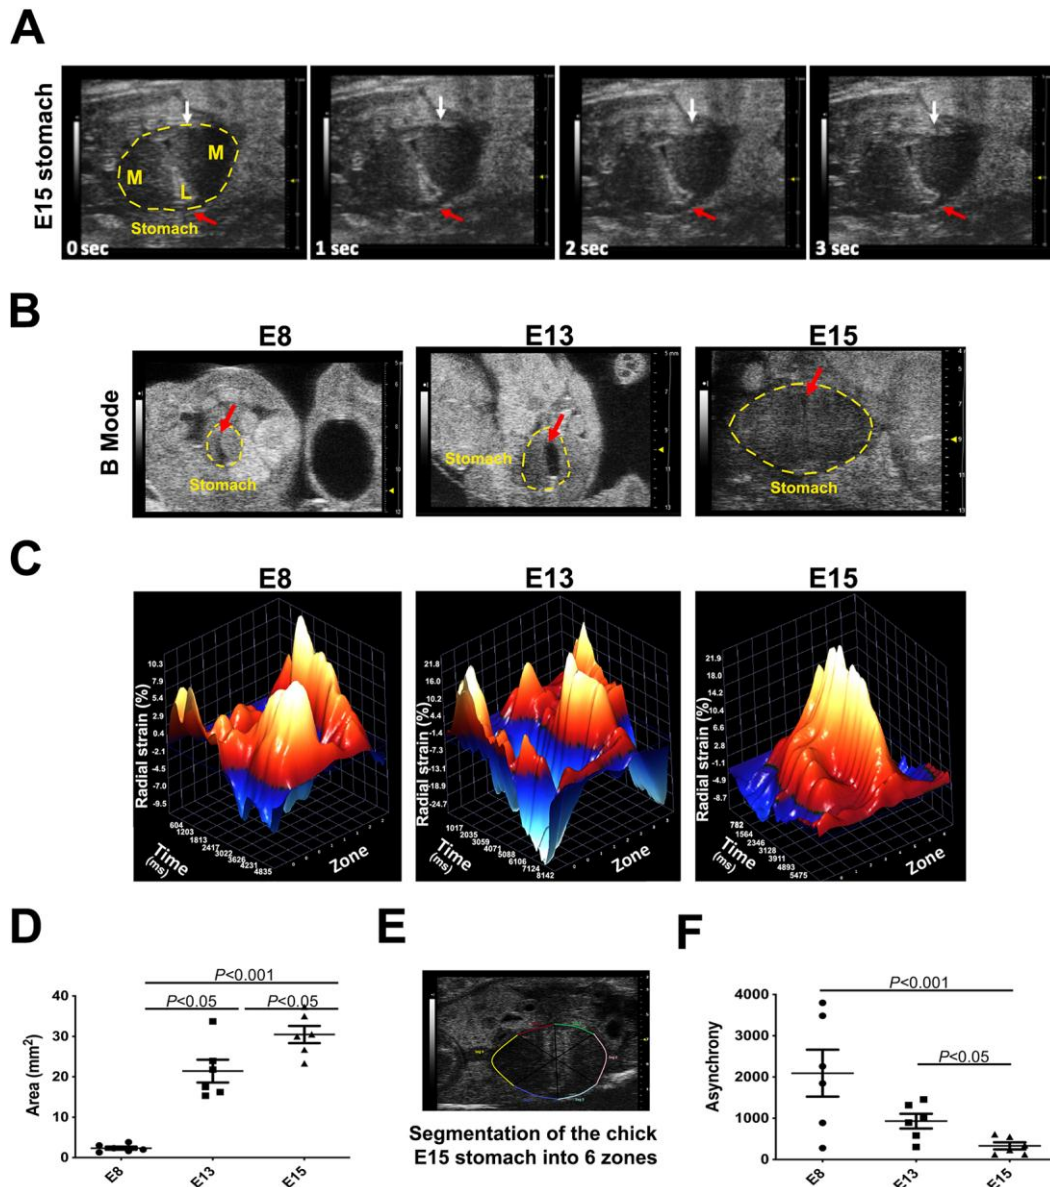 A
E15 stomach
M
M
L
Stomach
0 sec
1 sec
2 sec
3 sec
B
E8
E13
E15
B Mode
Stomach
Stomach
Stomach
C
E8
E13
E15
Radial strain (%)
10.3
7.9
5.4
2.9
0.4
-2.1
-4.6
-7.0
-9.5
604
1203
1813
2417
3022
3626
4231
4835
Time
(ms)
Zone
Radial strain (%)
21.8
16.0
10.2
4.4
-1.4
-7.3
-13.1
-18.9
-24.7
1017
2035
3059
4071
5088
6106
7124
8142
Time
(ms)
Zone
Radial strain (%)
21.9
18.0
14.2
10.4
6.6
2.8
-1.1
-4.9
-8.7
782
1564
2346
3128
3911
4893
5475
Time
(ms)
Zone
D
P<0.001
P<0.05
P<0.05
Area (mm²)
40
30
20
10
0
E8
E13
E15
E
Segmentation of the chick
E15 stomach into 6 zones
F
P<0.001
P<0.05
Asynchrony
4000
3000
2000
1000
0
E8
E13
E15